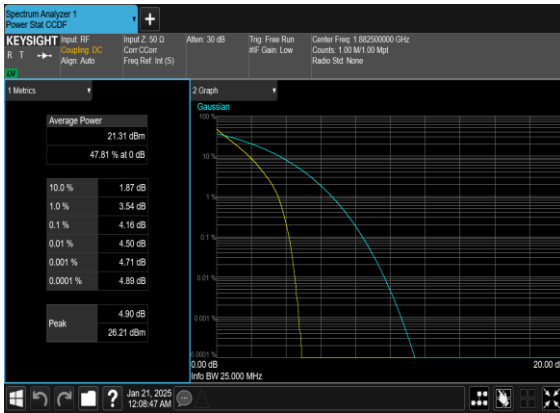 Spectrum Analyzer 1
Power Stat CCDF
+
KEYSIGHT
R T
LXI
Input: RF
Coupling: DC
Align: Auto
Input Z: 50 Ω
Corr CCorr
Freq Ref: Int (S)
Atten: 30 dB
Trig: Free Run
#IF Gain: Low
Center Freq: 1.882500000 GHz
Counts: 1.00 M/1.00 Mpt
Radio Std: None
1 Metrics
Average Power
21.31 dBm
47.81 % at 0 dB
10.0 % 1.87 dB
1.0 % 3.54 dB
0.1 % 4.16 dB
0.01 % 4.50 dB
0.001 % 4.71 dB
0.0001 % 4.89 dB
Peak
4.90 dB
26.21 dBm
2 Graph
Gaussian
100 %
10 %
1 %
0.1 %
0.01 %
0.001 %
0.0001 %
0.00 dB
20.00 d
Info BW 25.000 MHz
?
Jan 21, 2025
12:08:47 AM